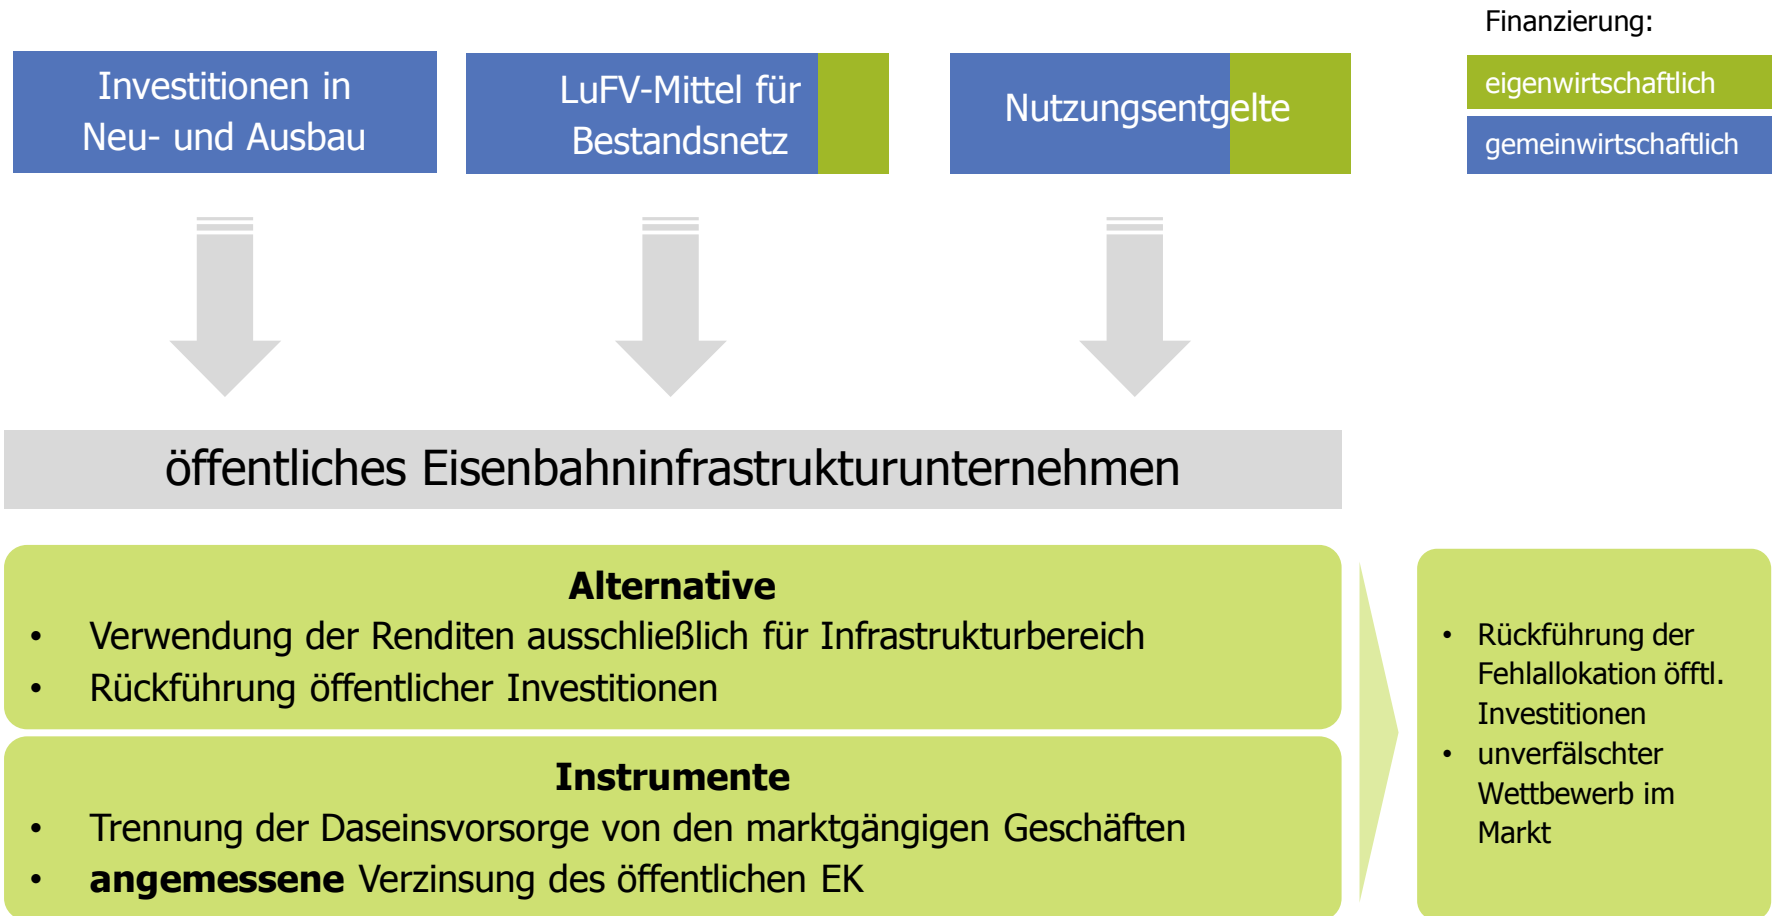 Finanzierung:
Investitionen in
Neu- und Ausbau
LuFV-Mittel für
Bestandsnetz
Nutzungsentgelte
eigenwirtschaftlich
gemeinwirtschaftlich
öffentliches Eisenbahninfrastrukturunternehmen
Alternative
• Verwendung der Renditen ausschließlich für Infrastrukturbereich
• Rückführung öffentlicher Investitionen
Instrumente
• Trennung der Daseinsvorsorge von den marktgängigen Geschäften
• angemessene Verzinsung des öffentlichen EK
• Rückführung der
Fehlallokation öfftl.
Investitionen
• unverfälschter
Wettbewerb im
Markt